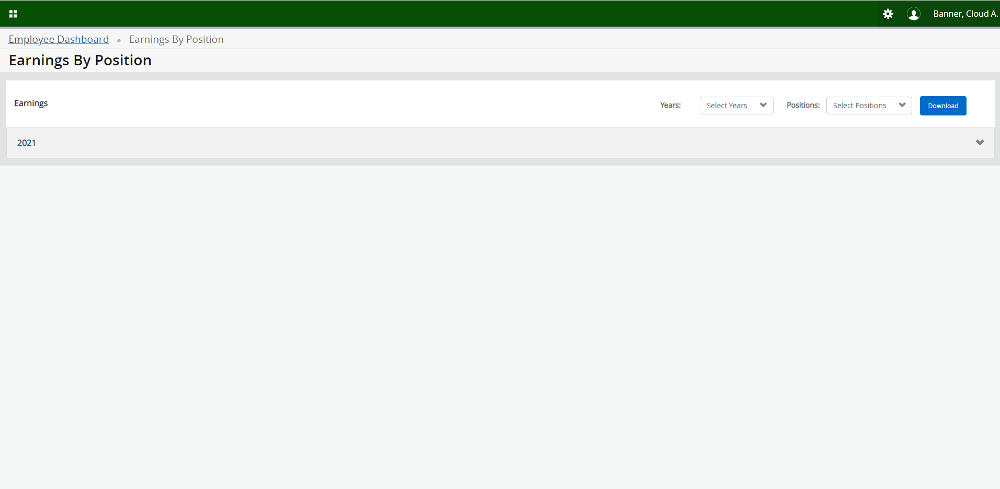 Banner, Cloud A.
Employee Dashboard • Earnings By Position
Earnings By Position
Earnings Years: Select Years Positions: Select Positions Download
2021